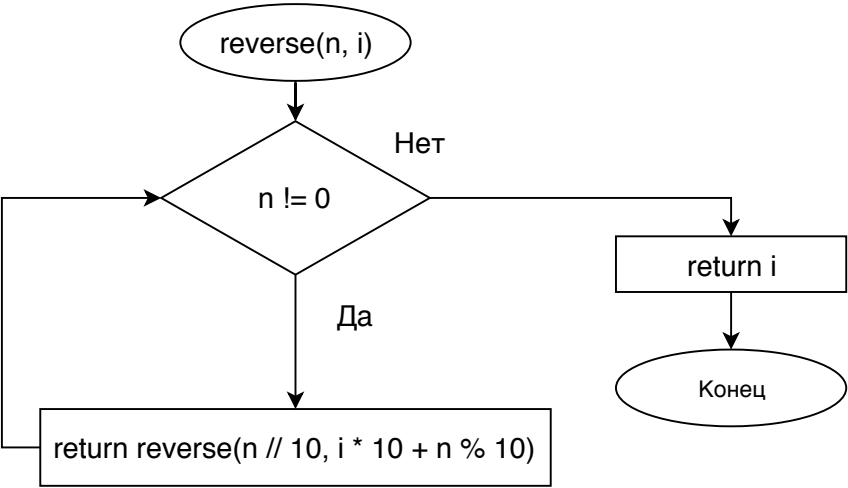 reverse(n, i)
Нет
n != 0
return i
Да
Конец
return reverse(n // 10, i * 10 + n % 10)